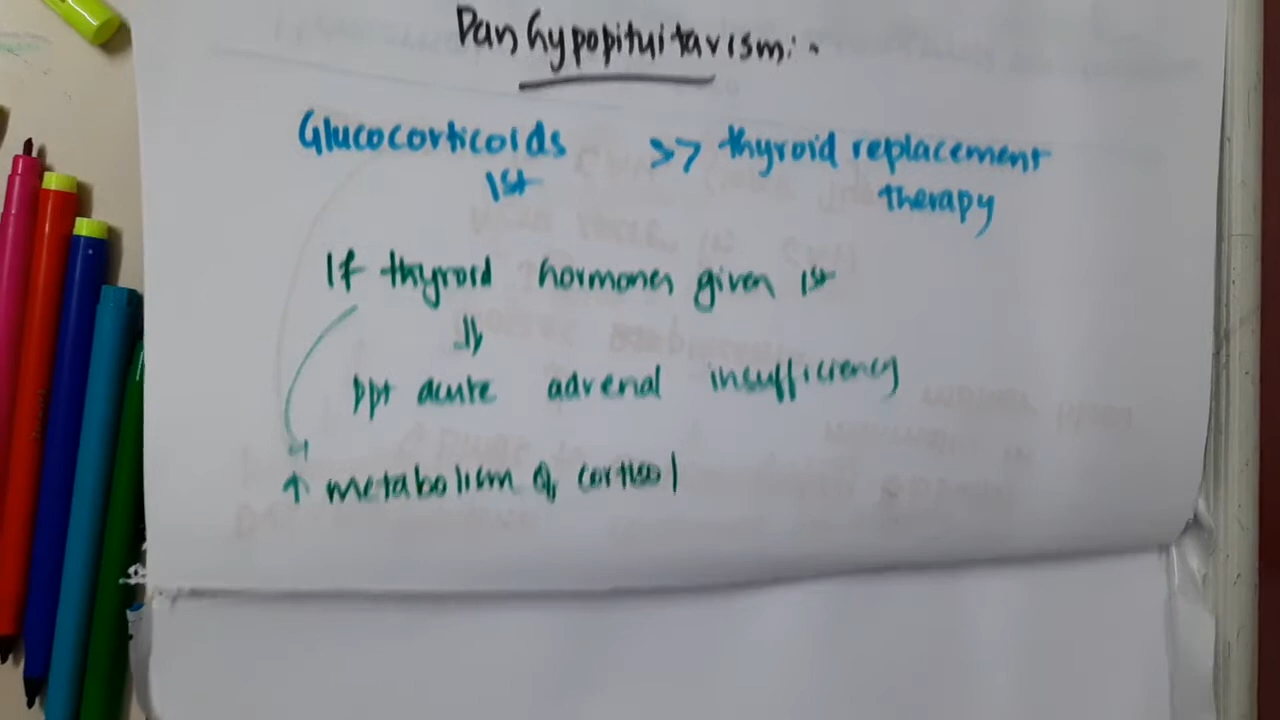 Panhypopituitarism:-
Glucocorticoids >> thyroid replacement
1st therapy
If thyroid hormones given 1st
⇓
ppt acute adrenal insufficiency
↑ metabolism of cortisol